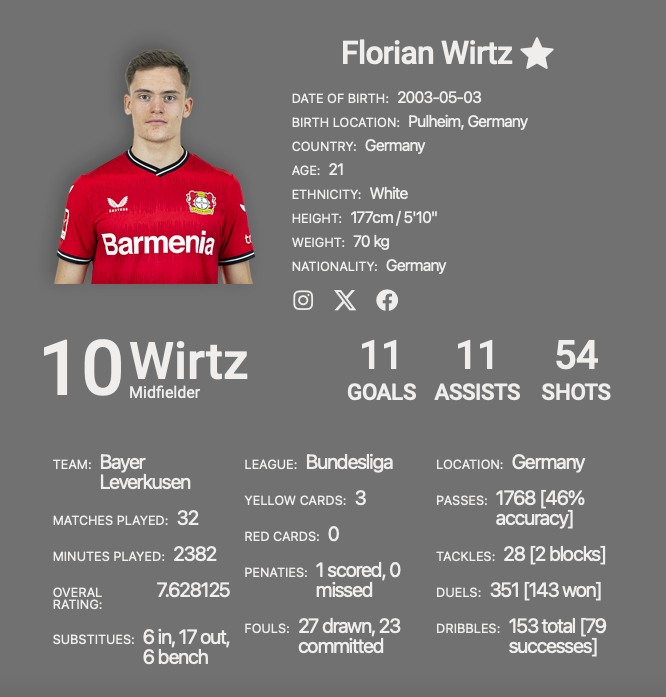 Florian Wirtz
DATE OF BIRTH: 2003-05-03
BIRTH LOCATION: Pulheim, Germany
COUNTRY: Germany
AGE: 21
ETHNICITY: White
HEIGHT: 177cm / 5'10"
WEIGHT: 70 kg
NATIONALITY: Germany
Barmenia
10 Wirtz
Midfielder
11 11 54
GOALS ASSISTS SHOTS
TEAM: Bayer
Leverkusen
MATCHES PLAYED: 32
MINUTES PLAYED: 2382
OVERAL
RATING: 7.628125
SUBSTITUES: 6 in, 17 out,
6 bench
LEAGUE: Bundesliga
YELLOW CARDS: 3
RED CARDS: 0
PENATIES: 1 scored, 0
missed
FOULS: 27 drawn, 23
committed
LOCATION: Germany
PASSES: 1768 [46%
accuracy]
TACKLES: 28 [2 blocks]
DUELS: 351 [143 won]
DRIBBLES: 153 total [79
successes]